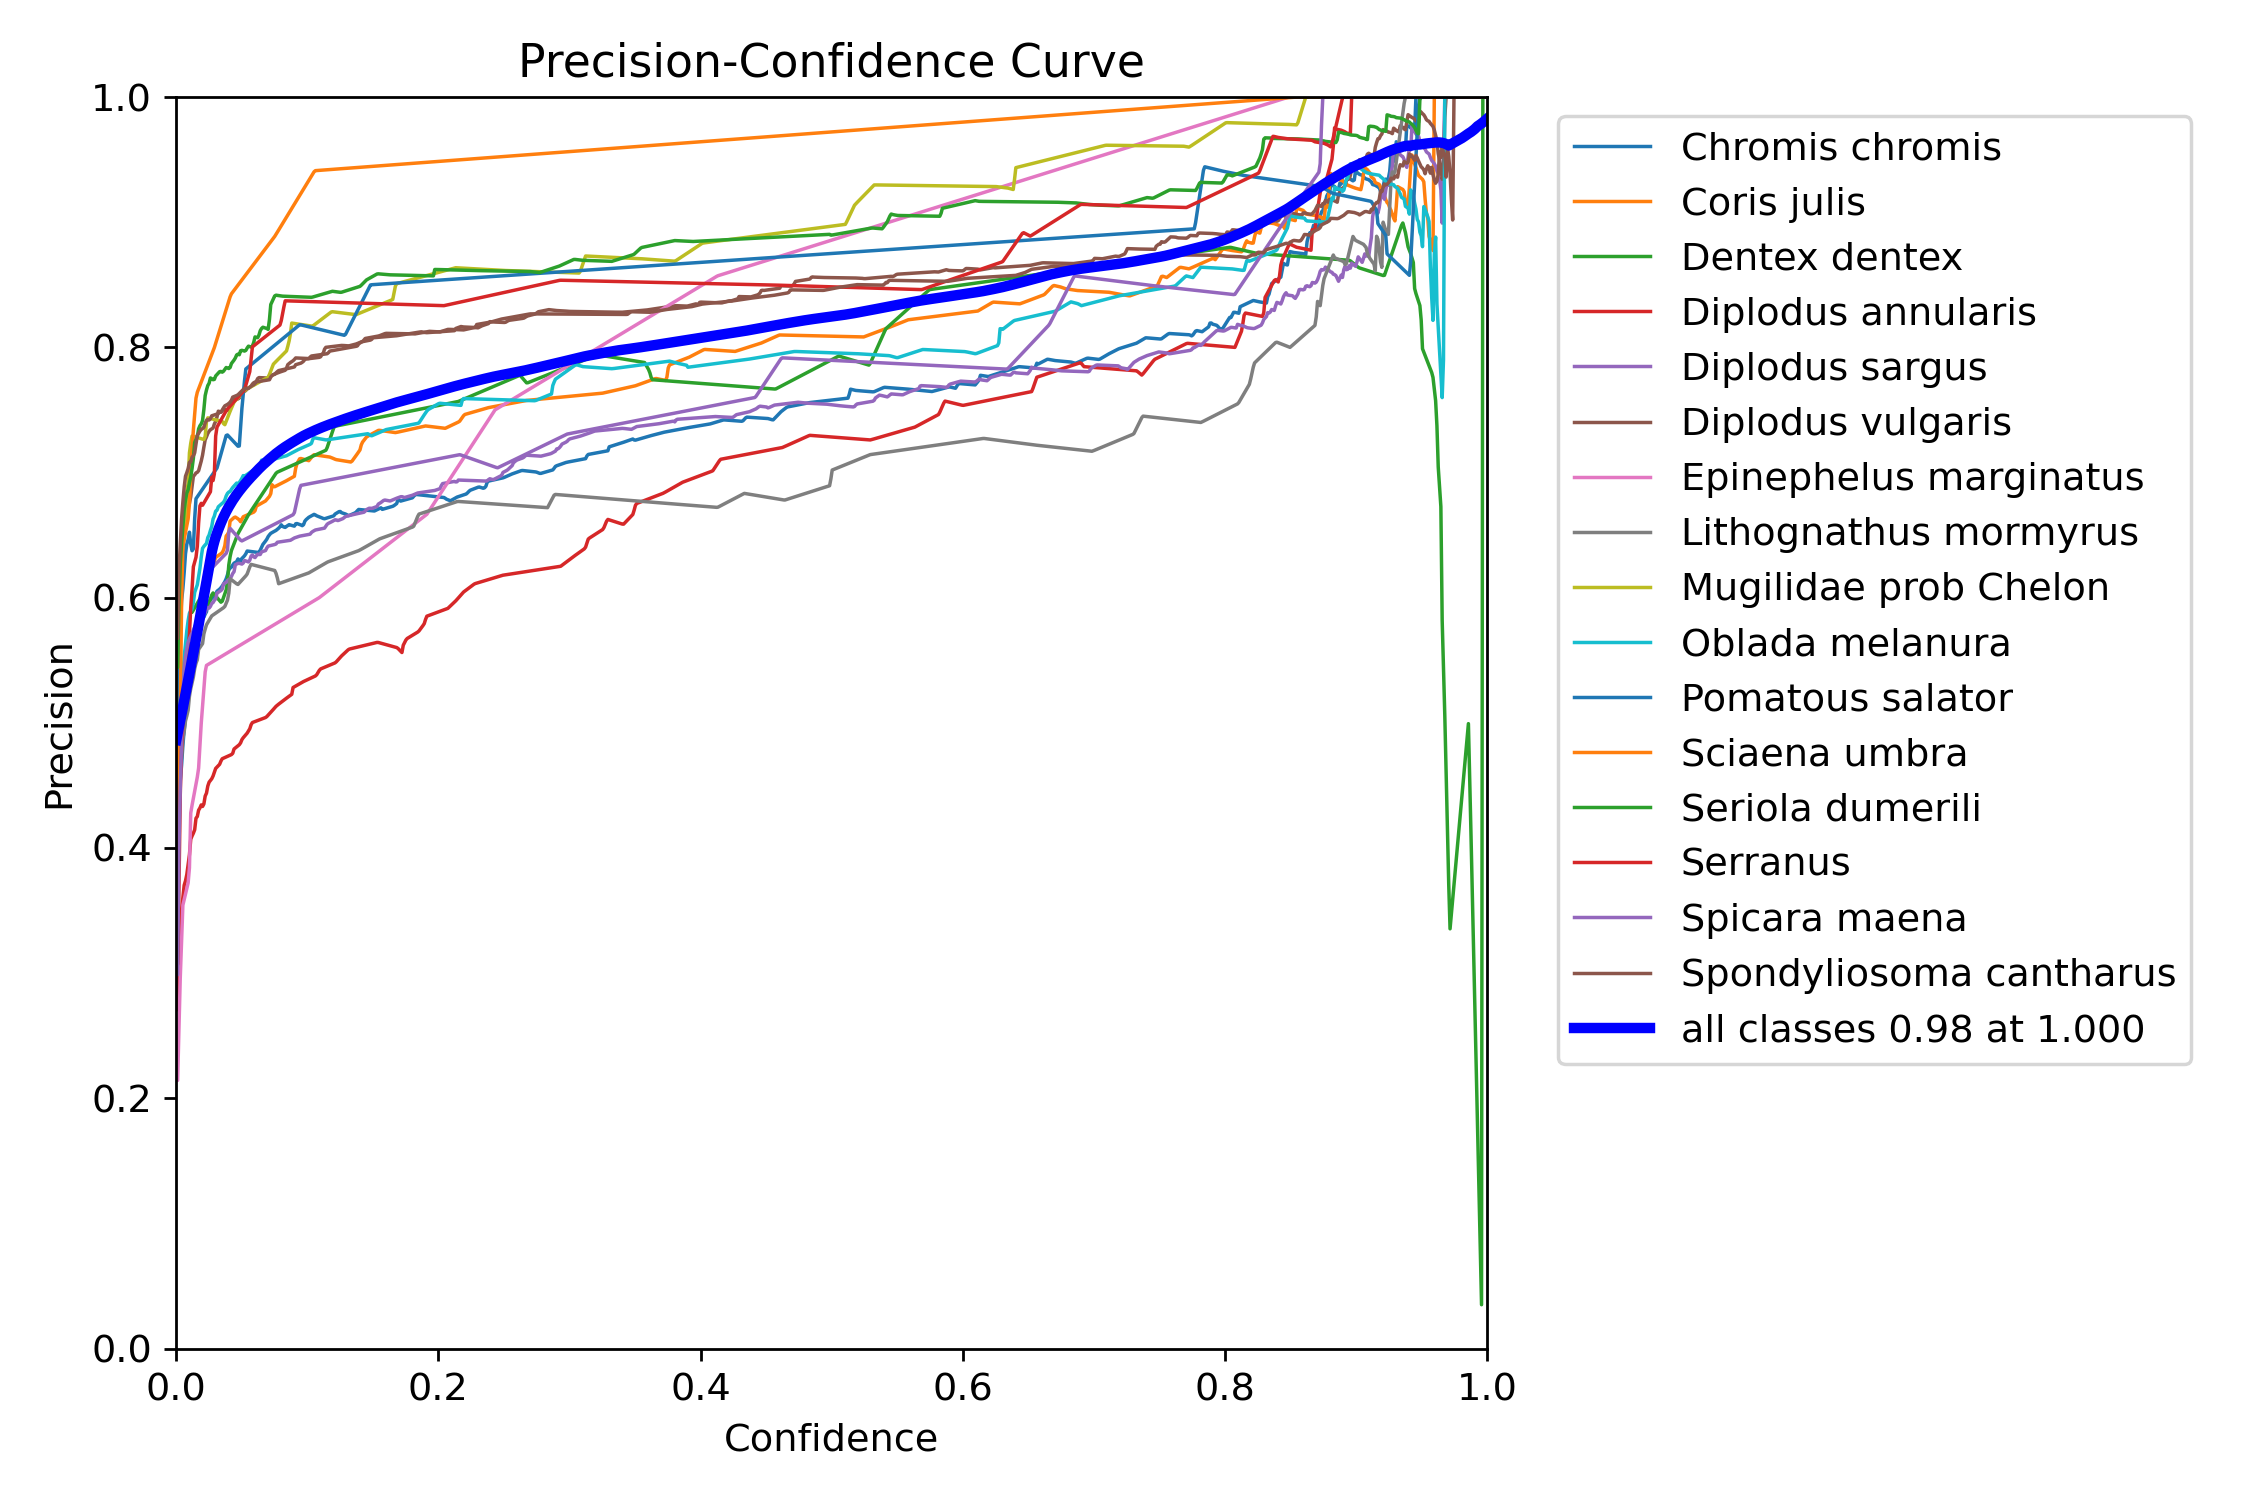 Precision-Confidence Curve
1.0
0.8
0.6
0.4
0.2
0.0
Precision
0.0 0.2 0.4 0.6 0.8 1.0
Confidence
Chromis chromis
Coris julis
Dentex dentex
Diplodus annularis
Diplodus sargus
Diplodus vulgaris
Epinephelus marginatus
Lithognathus mormyrus
Mugilidae prob Chelon
Oblada melanura
Pomatous salator
Sciaena umbra
Seriola dumerili
Serranus
Spicara maena
Spondyliosoma cantharus
all classes 0.98 at 1.000